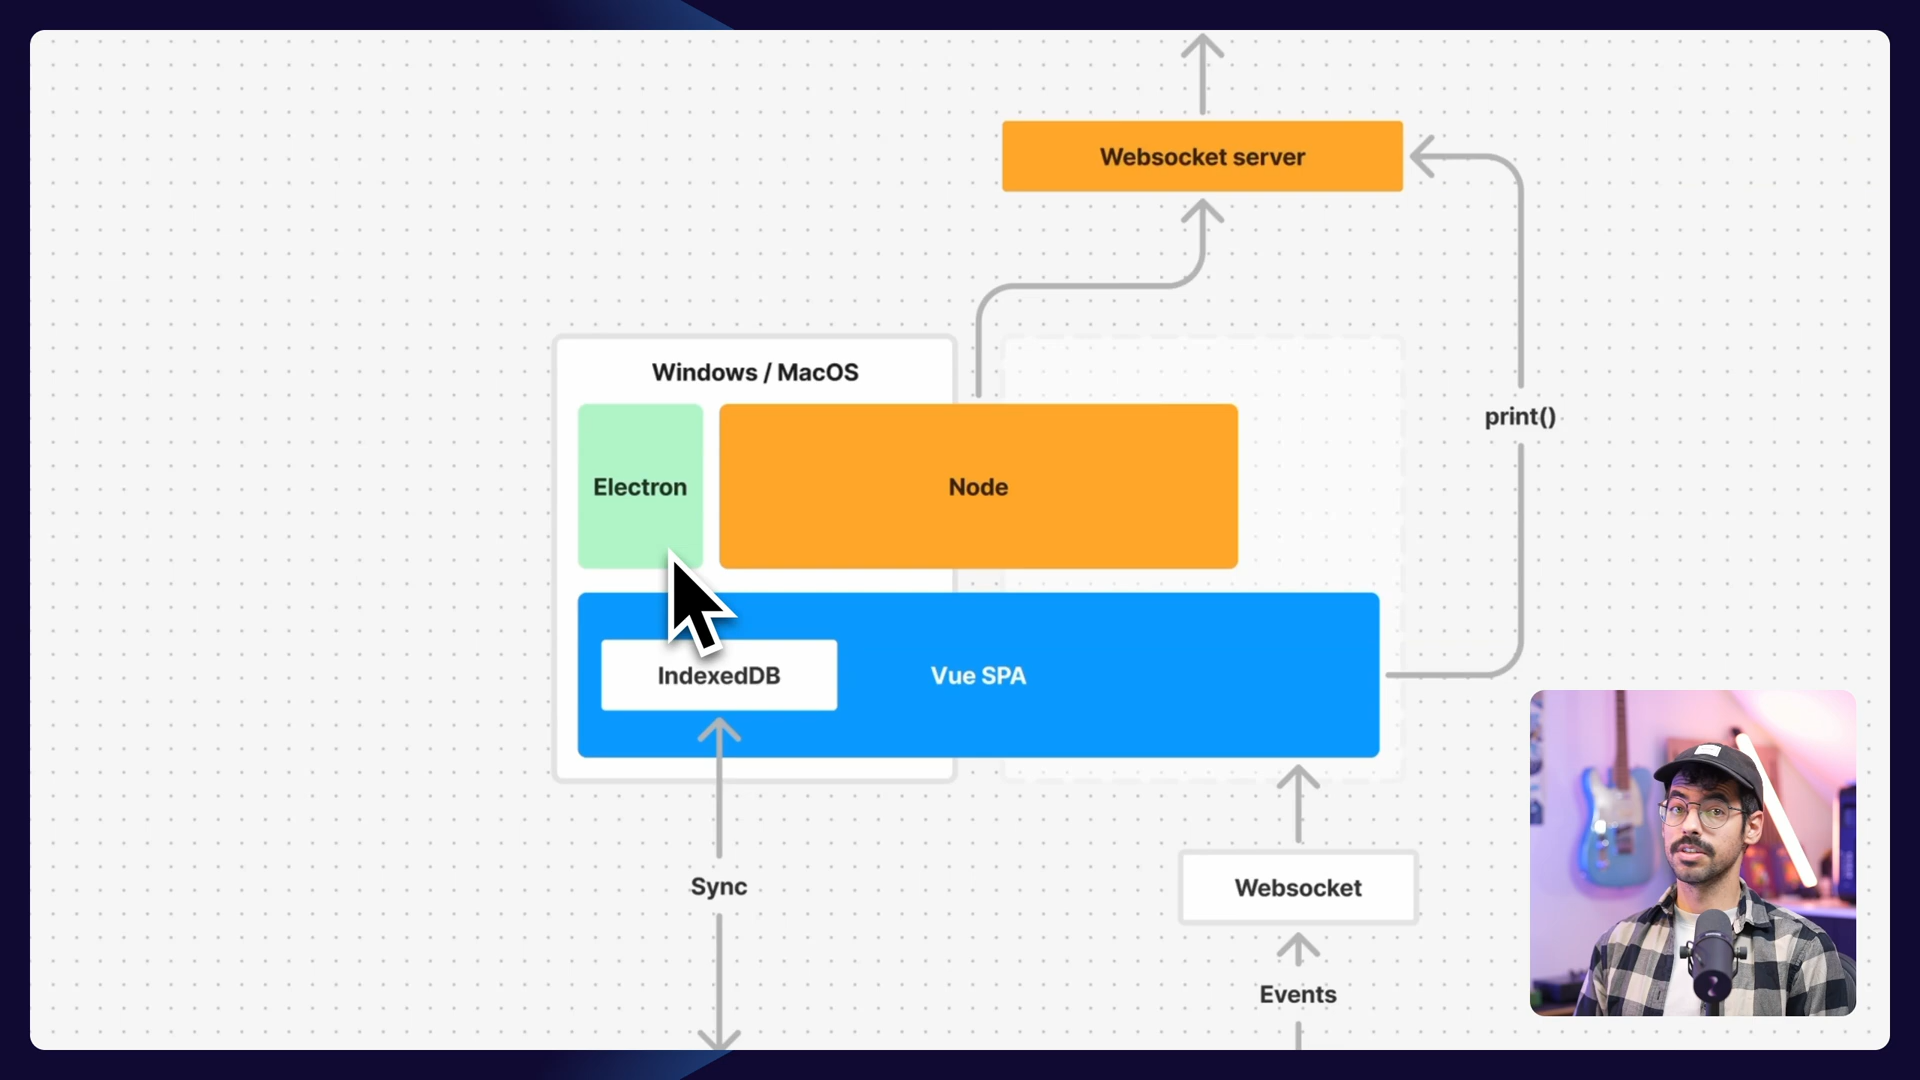 Websocket server
Windows / MacOS
Electron
Node
print()
IndexedDB
Vue SPA
Sync
Websocket
Events